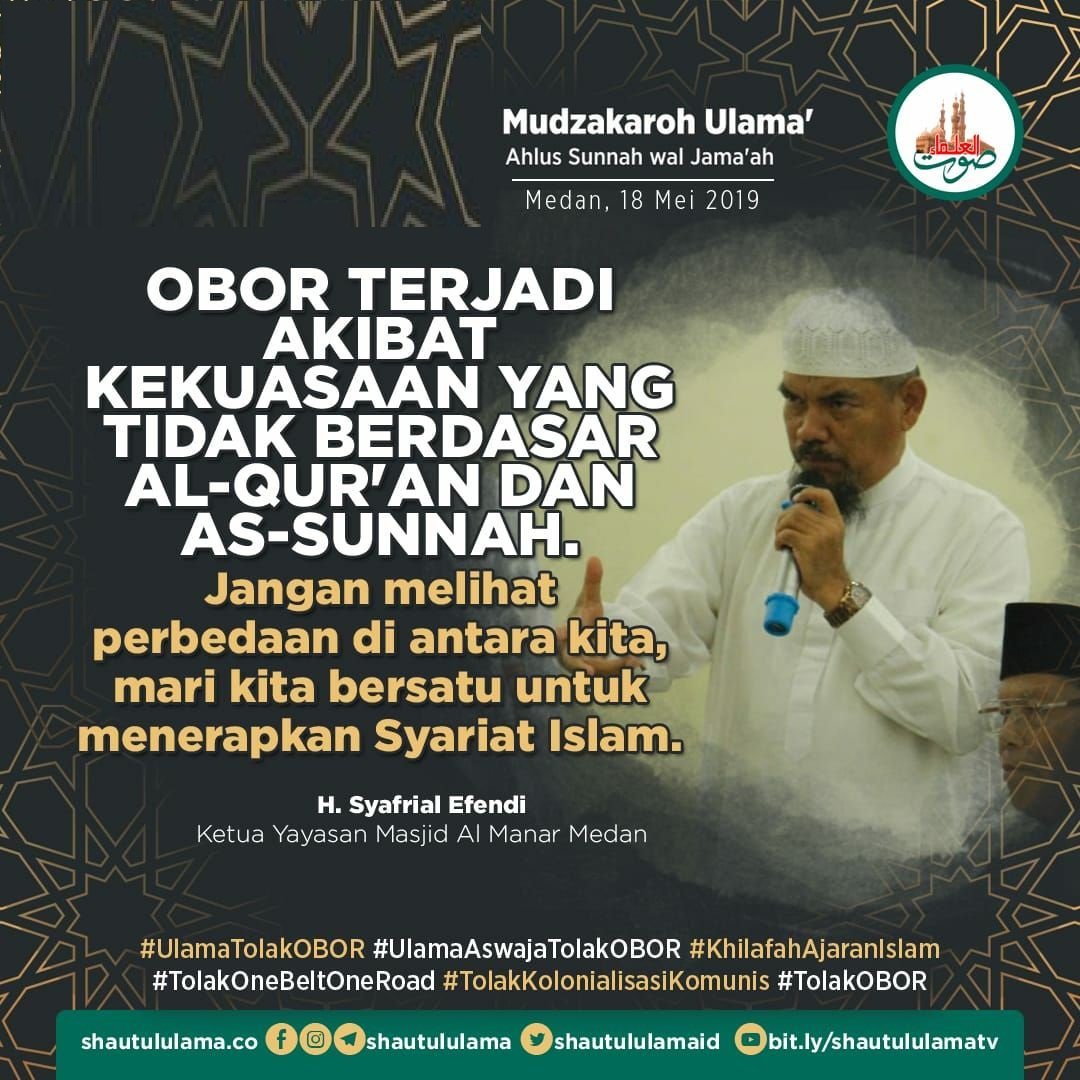 Mudzakaroh Ulama'
Ahlus Sunnah wal Jama'ah
Medan, 18 Mei 2019
صوت العلماء
OBOR TERJADI
AKIBAT
KEKUASAAN YANG
TIDAK BERDASAR
AL-QUR'AN DAN
AS-SUNNAH.
Jangan melihat
perbedaan di antara kita,
mari kita bersatu untuk
menerapkan Syariat Islam.
H. Syafrial Efendi
Ketua Yayasan Masjid Al Manar Medan
#UlamaTolakOBOR #UlamaAswajaTolakOBOR #KhilafahAjaranIslam
#TolakOneBeltOneRoad #TolakKolonialisasiKomunis #TolakOBOR
shautululama.co shautululama shautululamaid bit.ly/shautululamatv